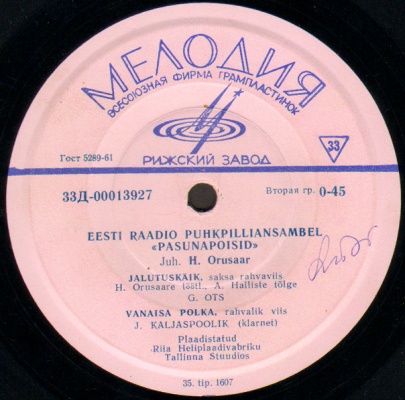 МЕЛОДИЯ
ВСЕСОЮЗНАЯ ФИРМА ГРАМПЛАСТИНОК
Гост 5289-61
РИЖСКИЙ ЗАВОД
33
33Д-00013927
Вторая гр. 0-45
EESTI RAADIO PUHKPILLIANSAMBEL
«PASUNAPOISID»
Juh. H. Orusaar
JALUTUSKÄIK, saksa rahvaviis
H. Orusaare töötl., A. Halliste tõlge
G. OTS
VANAISA POLKA, rahvalik viis
J. KALJASPOOLIK (klarnet)
Plaadistatud
Riia Heliplaadivabriku
Tallinna Stuudios
35. tip. 1607